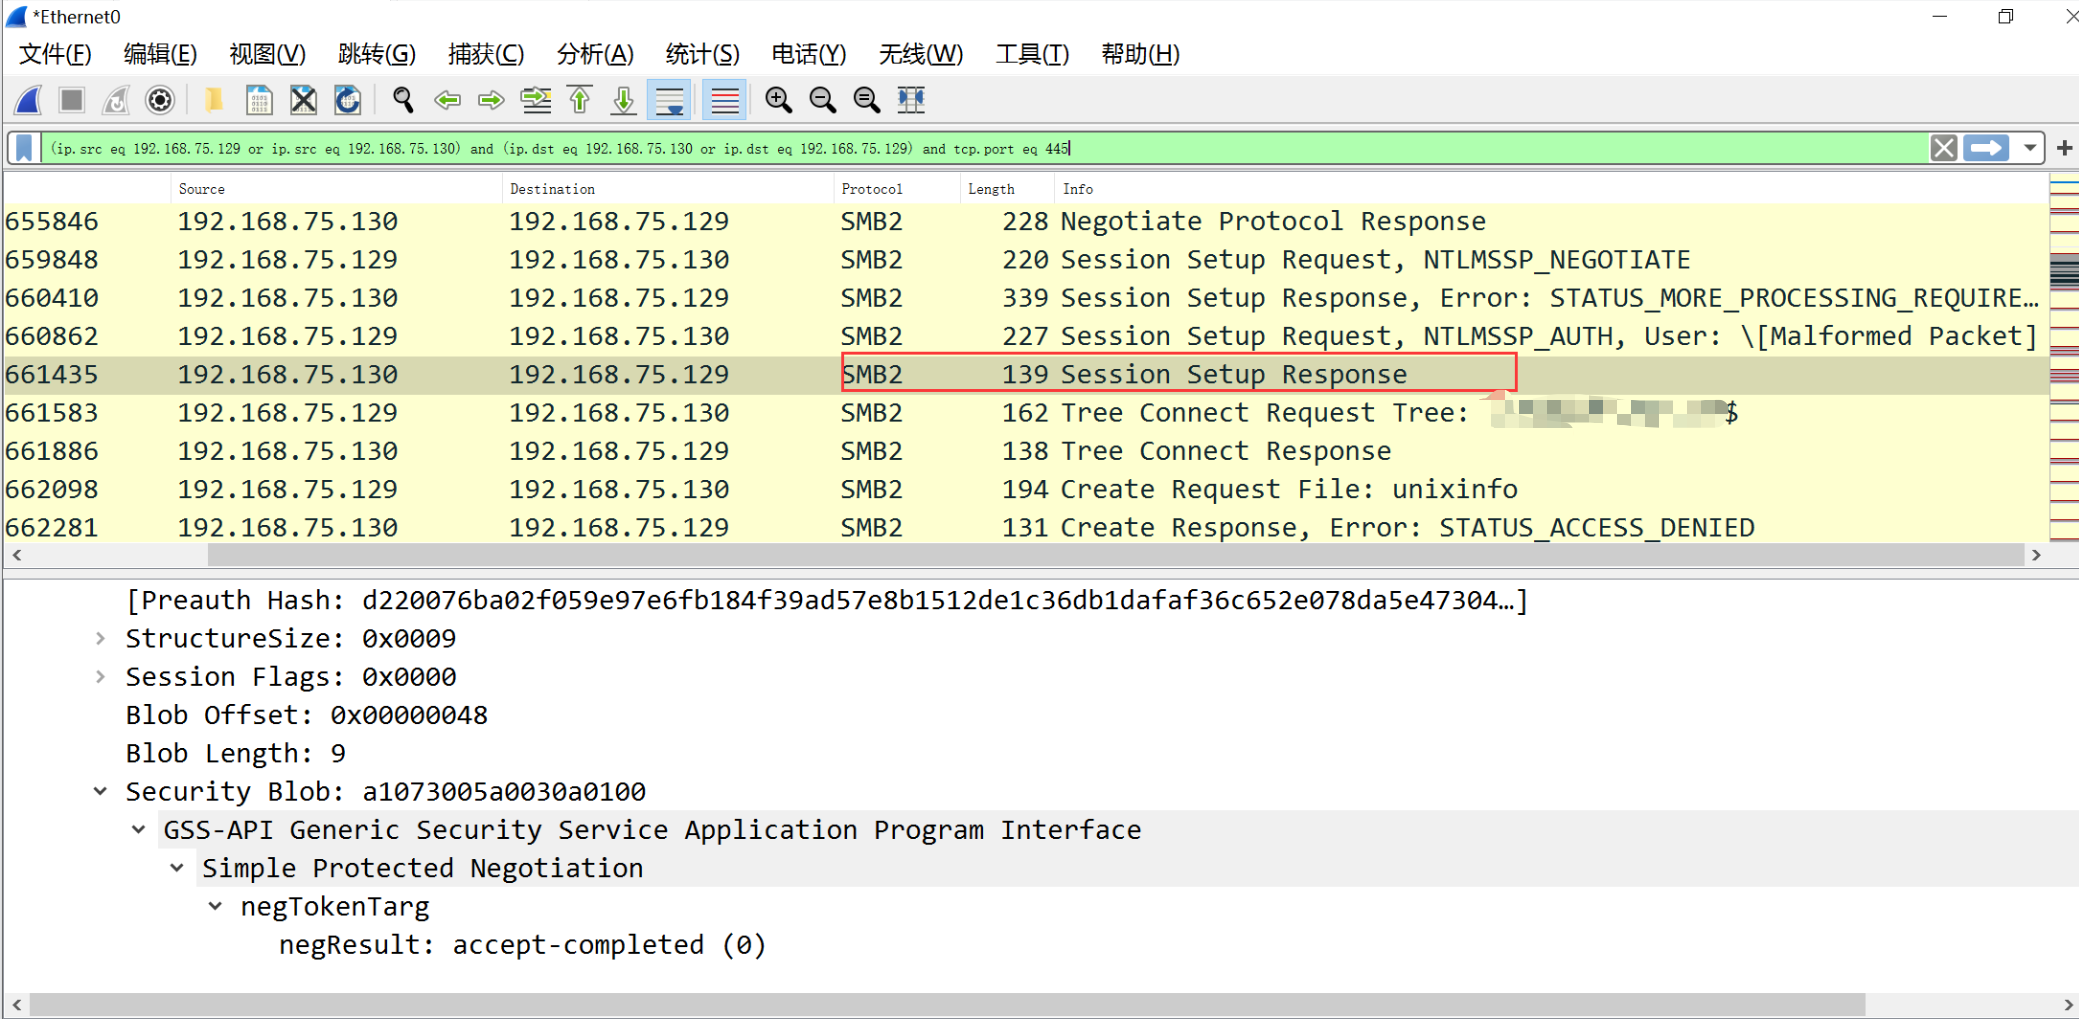 *Ethernet0
文件(F) 编辑(E) 视图(V) 跳转(G) 捕获(C) 分析(A) 统计(S) 电话(Y) 无线(W) 工具(T) 帮助(H)
(ip.src eq 192.168.75.129 or ip.src eq 192.168.75.130) and (ip.dst eq 192.168.75.130 or ip.dst eq 192.168.75.129) and tcp.port eq 445
Source Destination Protocol Length Info
655846 192.168.75.130 192.168.75.129 SMB2 228 Negotiate Protocol Response
659848 192.168.75.129 192.168.75.130 SMB2 220 Session Setup Request, NTLMSSP_NEGOTIATE
660410 192.168.75.130 192.168.75.129 SMB2 339 Session Setup Response, Error: STATUS_MORE_PROCESSING_REQUIRE…
660862 192.168.75.129 192.168.75.130 SMB2 227 Session Setup Request, NTLMSSP_AUTH, User: \[Malformed Packet]
661435 192.168.75.130 192.168.75.129 SMB2 139 Session Setup Response
661583 192.168.75.129 192.168.75.130 SMB2 162 Tree Connect Request Tree: $
661886 192.168.75.130 192.168.75.129 SMB2 138 Tree Connect Response
662098 192.168.75.129 192.168.75.130 SMB2 194 Create Request File: unixinfo
662281 192.168.75.130 192.168.75.129 SMB2 131 Create Response, Error: STATUS_ACCESS_DENIED
[Preauth Hash: d220076ba02f059e97e6fb184f39ad57e8b1512de1c36db1dafaf36c652e078da5e47304…]
StructureSize: 0x0009
Session Flags: 0x0000
Blob Offset: 0x00000048
Blob Length: 9
Security Blob: a1073005a0030a0100
GSS-API Generic Security Service Application Program Interface
Simple Protected Negotiation
negTokenTarg
negResult: accept-completed (0)